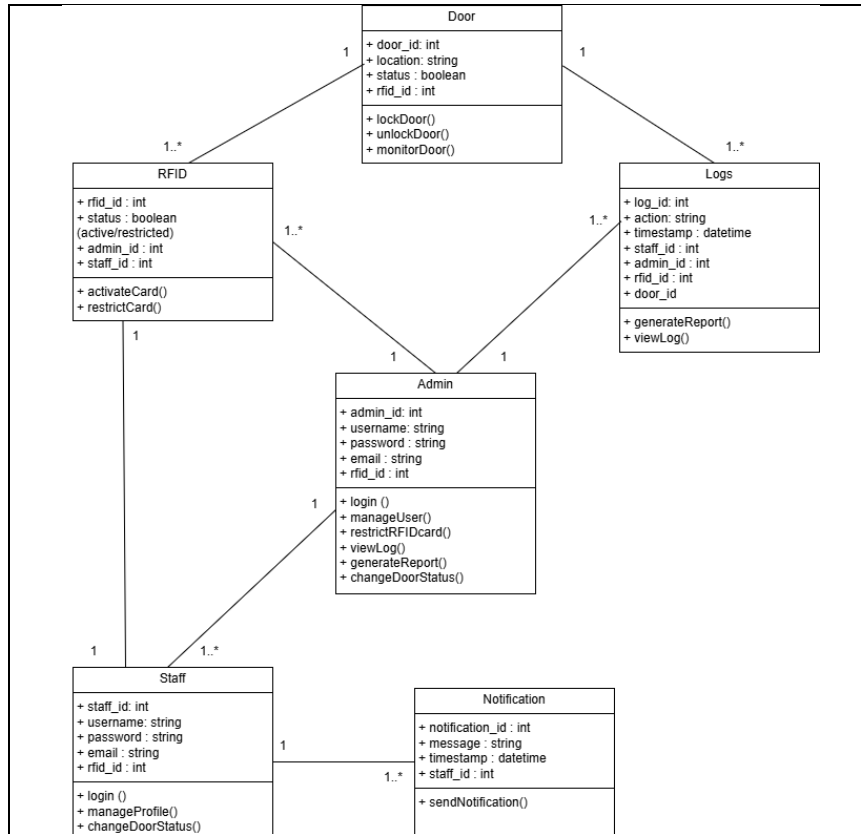 Door
+ door_id: int
+ location: string
+ status : boolean
+ rfid_id : int
+ lockDoor()
+ unlockDoor()
+ monitorDoor()
1
1
1..*
1..*
RFID
+ rfid_id : int
+ status : boolean
(active/restricted)
+ admin_id : int
+ staff_id : int
+ activateCard()
+ restrictCard()
Logs
+ log_id: int
+ action: string
+ timestamp : datetime
+ staff_id : int
+ admin_id: int
+ rfid_id : int
+ door_id
+ generateReport()
+ viewLog()
1..*
1..*
1
1
1
Admin
+ admin_id: int
+ username: string
+ password : string
+ email : string
+ rfid_id : int
+ login ()
+ manageUser()
+ restrictRFIDcard()
+ viewLog()
+ generateReport()
+ changeDoorStatus()
1
1
1..*
Staff
+ staff_id: int
+ username: string
+ password : string
+ email : string
+ rfid_id : int
+ login ()
+ manageProfile()
+ changeDoorStatus()
1
1..*
Notification
+ notification_id : int
+ message : string
+ timestamp : datetime
+ staff_id : int
+ sendNotification()